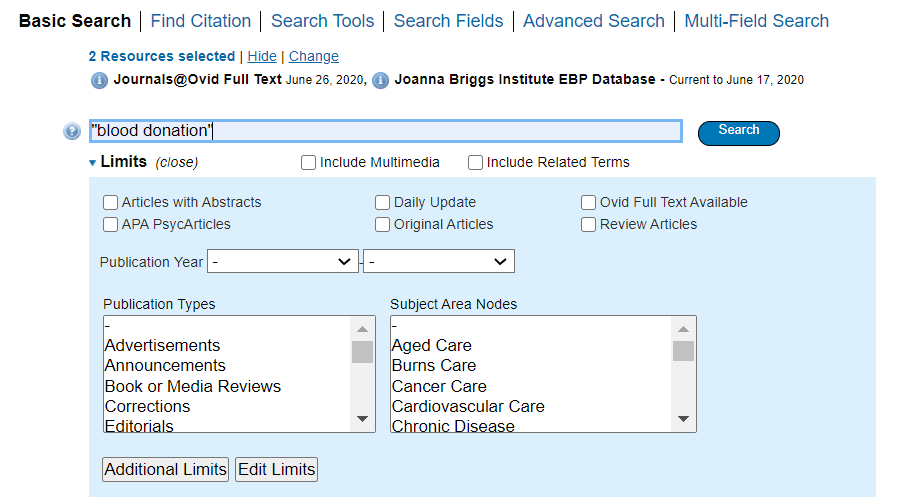 Basic Search | Find Citation | Search Tools | Search Fields | Advanced Search | Multi-Field Search
2 Resources selected | Hide | Change
Journals@Ovid Full Text June 26, 2020, Joanna Briggs Institute EBP Database - Current to June 17, 2020
"blood donation" Search
Limits (close) Include Multimedia Include Related Terms
Articles with Abstracts Daily Update Ovid Full Text Available
APA PsycArticles Original Articles Review Articles
Publication Year - - -
Publication Types Subject Area Nodes
- -
Advertisements Aged Care
Announcements Burns Care
Book or Media Reviews Cancer Care
Corrections Cardiovascular Care
Editorials Chronic Disease
Additional Limits Edit Limits